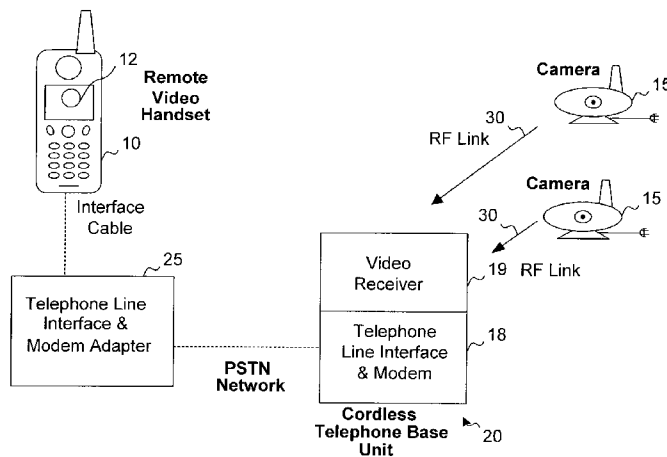 12
Remote
Video
Handset
10
Interface
Cable
25
Telephone Line
Interface &
Modem Adapter
PSTN
Network
Camera
15
30
RF Link
Camera
15
30
RF Link
Video
Receiver
19
Telephone
Line Interface
& Modem
18
Cordless
Telephone Base
Unit
20